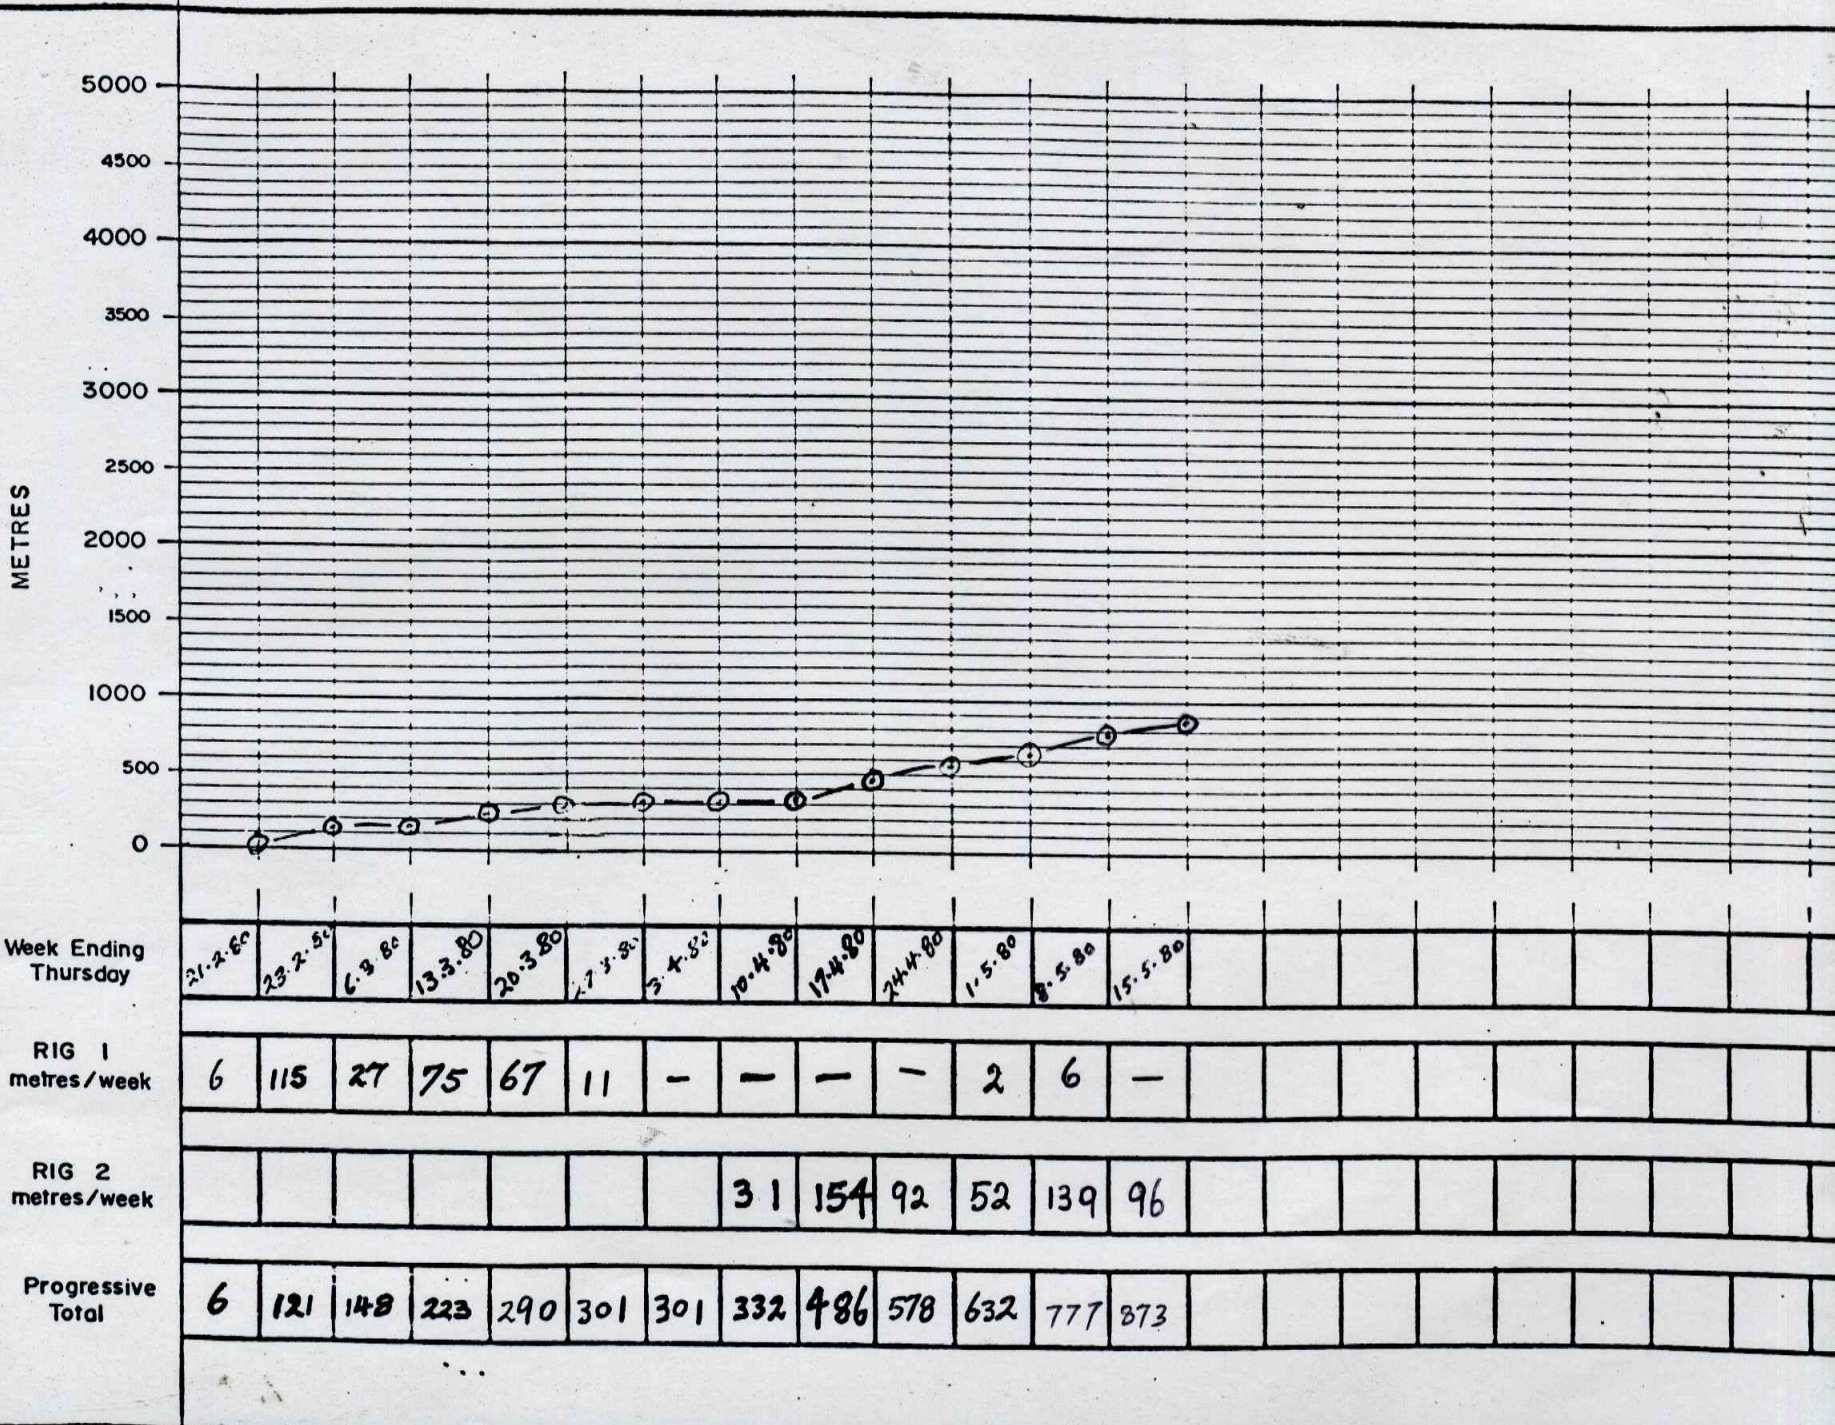 5000
4500
4000
3500
3000
2500
2000
1500
1000
500
0
METRES
Week Ending Thursday 21.2.80 23.2.80 6.3.80 13.3.80 20.3.80 27.3.80 3.4.80 10.4.80 17.4.80 24.4.80 1.5.80 8.5.80 15.5.80
RIG 1 metres/week 6 115 27 75 67 11 - - - - 2 6 -
RIG 2 metres/week 31 154 92 52 139 96
Progressive Total 6 121 148 223 290 301 301 332 486 578 632 777 873